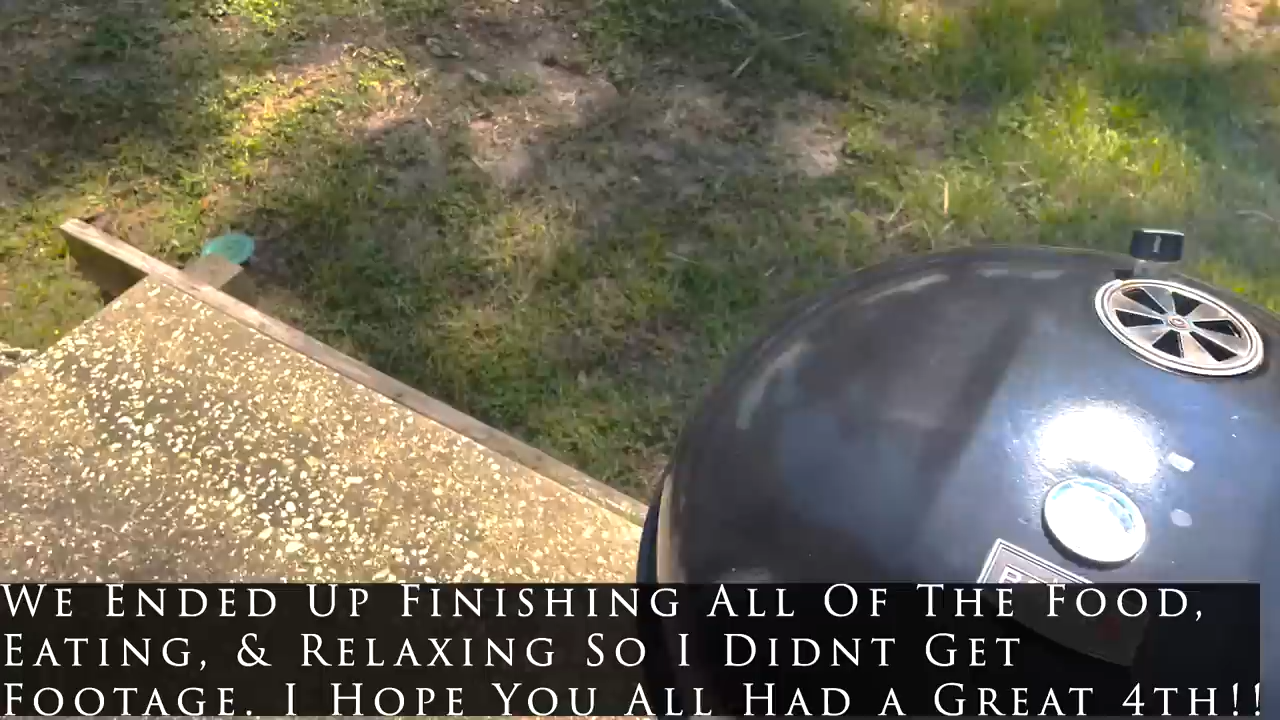 We Ended Up Finishing All Of The Food,
Eating, & Relaxing So I Didnt Get
Footage. I Hope You All Had a Great 4th!!